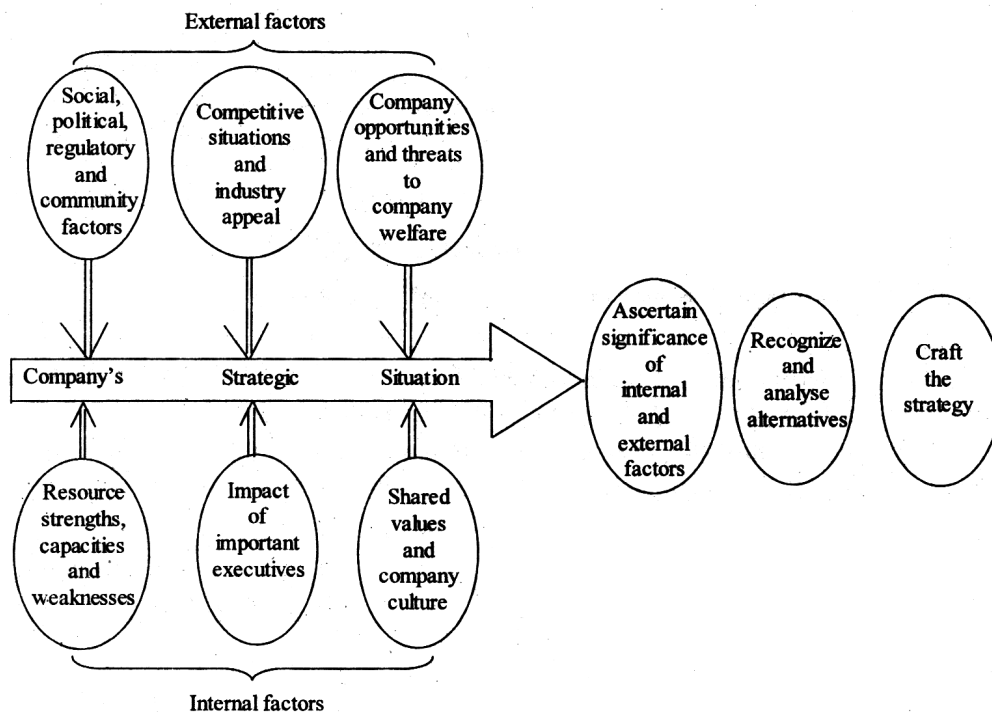 External factors
Social,
political,
regulatory
and
community
factors
Competitive
situations
and
industry
appeal
Company
opportunities
and threats
to
company
welfare
Company's Strategic Situation
Ascertain
significance
of
internal
and
external
factors
Recognize
and
analyse
alternatives
Craft
the
strategy
Resource
strengths,
capacities
and
weaknesses
Impact
of
important
executives
Shared
values
and
company
culture
Internal factors